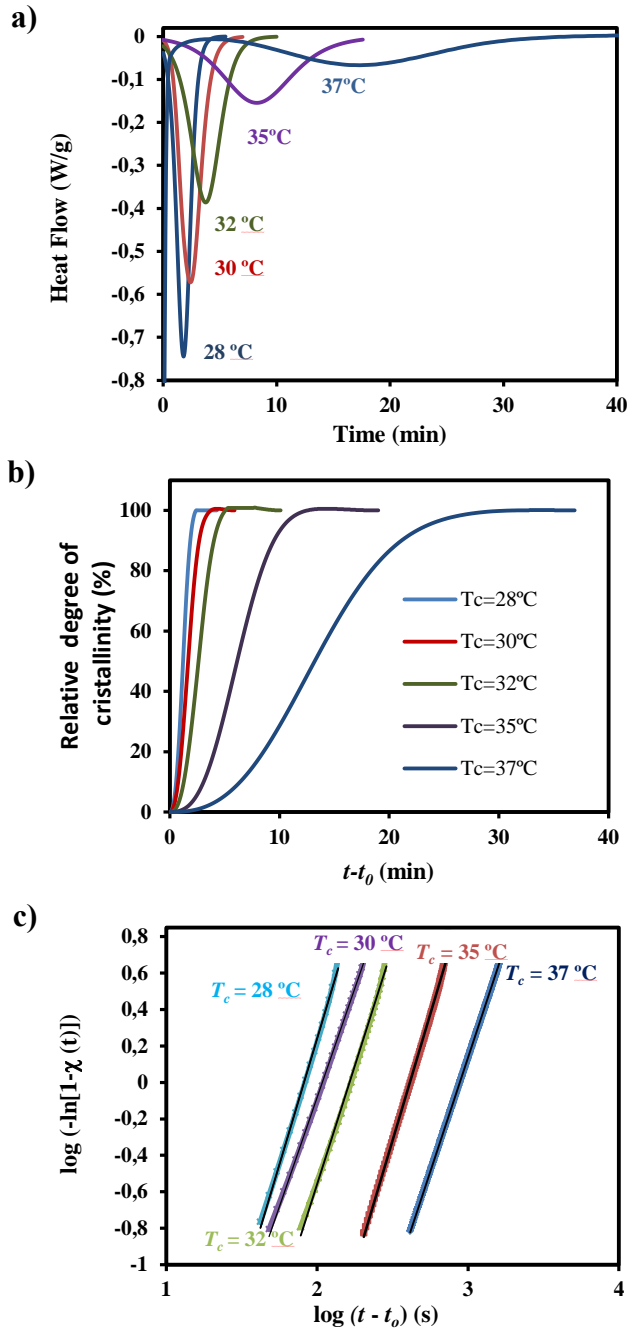 a)
0
-0,1
-0,2
-0,3
-0,4
-0,5
-0,6
-0,7
-0,8
Heat Flow (W/g)
37ºC
35ºC
32 ºC
30 ºC
28 ºC
0
10
20
30
40
Time (min)
b)
100
80
60
40
20
0
Relative degree of
cristallinity (%)
Tc=28ºC
Tc=30ºC
Tc=32ºC
Tc=35ºC
Tc=37ºC
0
10
20
30
40
t-t0 (min)
c)
0,8
0,6
0,4
0,2
0
-0,2
-0,4
-0,6
-0,8
-1
log (-ln[1-χ (t)])
Tc = 30 ºC
Tc = 35 ºC
Tc = 37 ºC
Tc = 28 ºC
Tc = 32 ºC
1
2
3
4
log (t - to) (s)